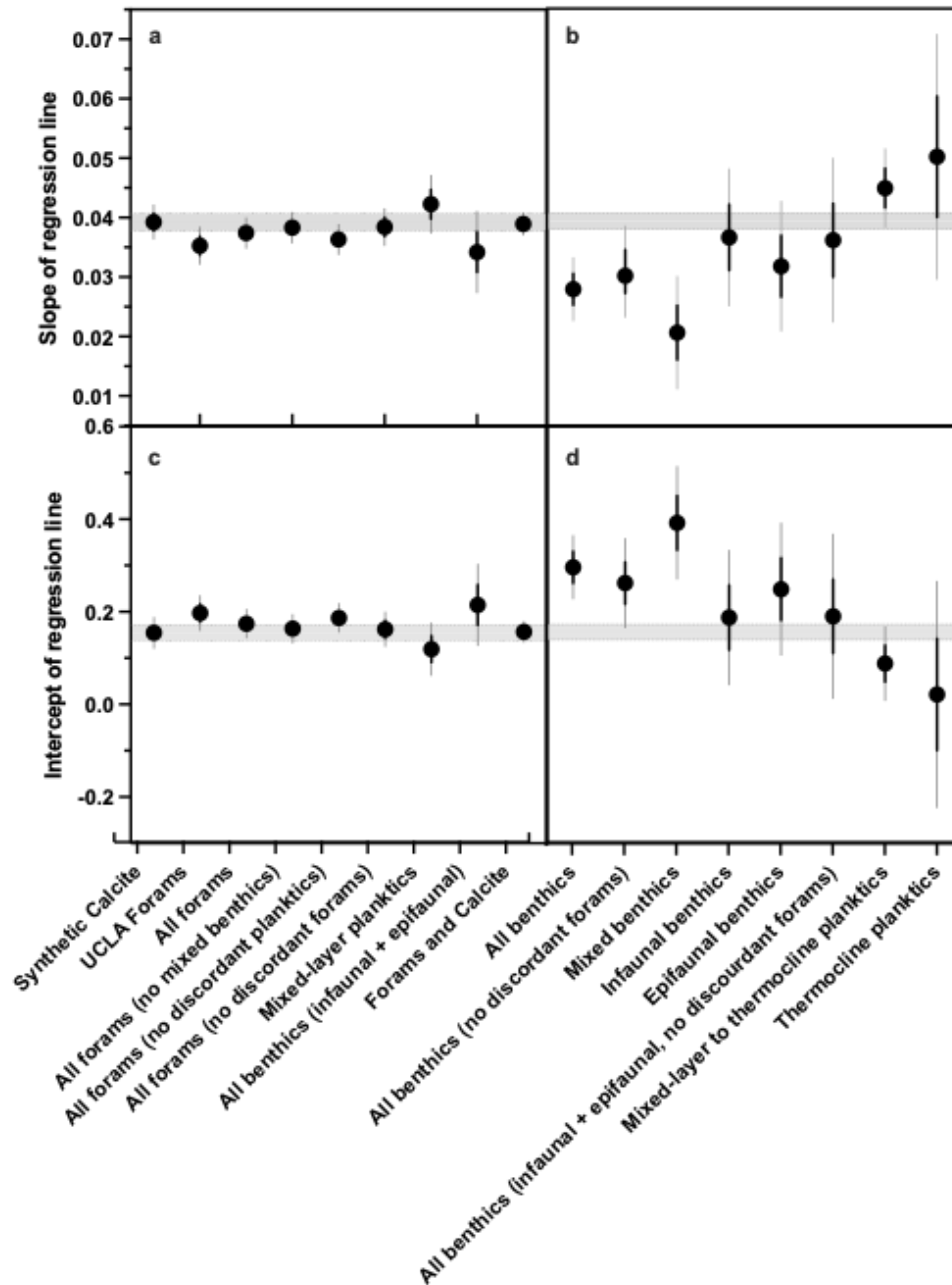 a
b
0.07
0.06
0.05
0.04
0.03
0.02
0.01
Slope of regression line
c
d
0.6
0.4
0.2
0.0
-0.2
Intercept of regression line
Synthetic Calcite
UCLA Forams
All forams
All forams (no mixed benthics)
All forams (no discordant planktics)
All forams (no discordant forams)
Mixed-layer planktics
All benthics (infaunal + epifaunal)
Forams and Calcite
All benthics
All benthics (no discordant forams)
Mixed benthics
Infaunal benthics
Epifaunal benthics
All benthics (infaunal + epifaunal, no discourdant forams)
Mixed-layer to thermocline planktics
Thermocline planktics